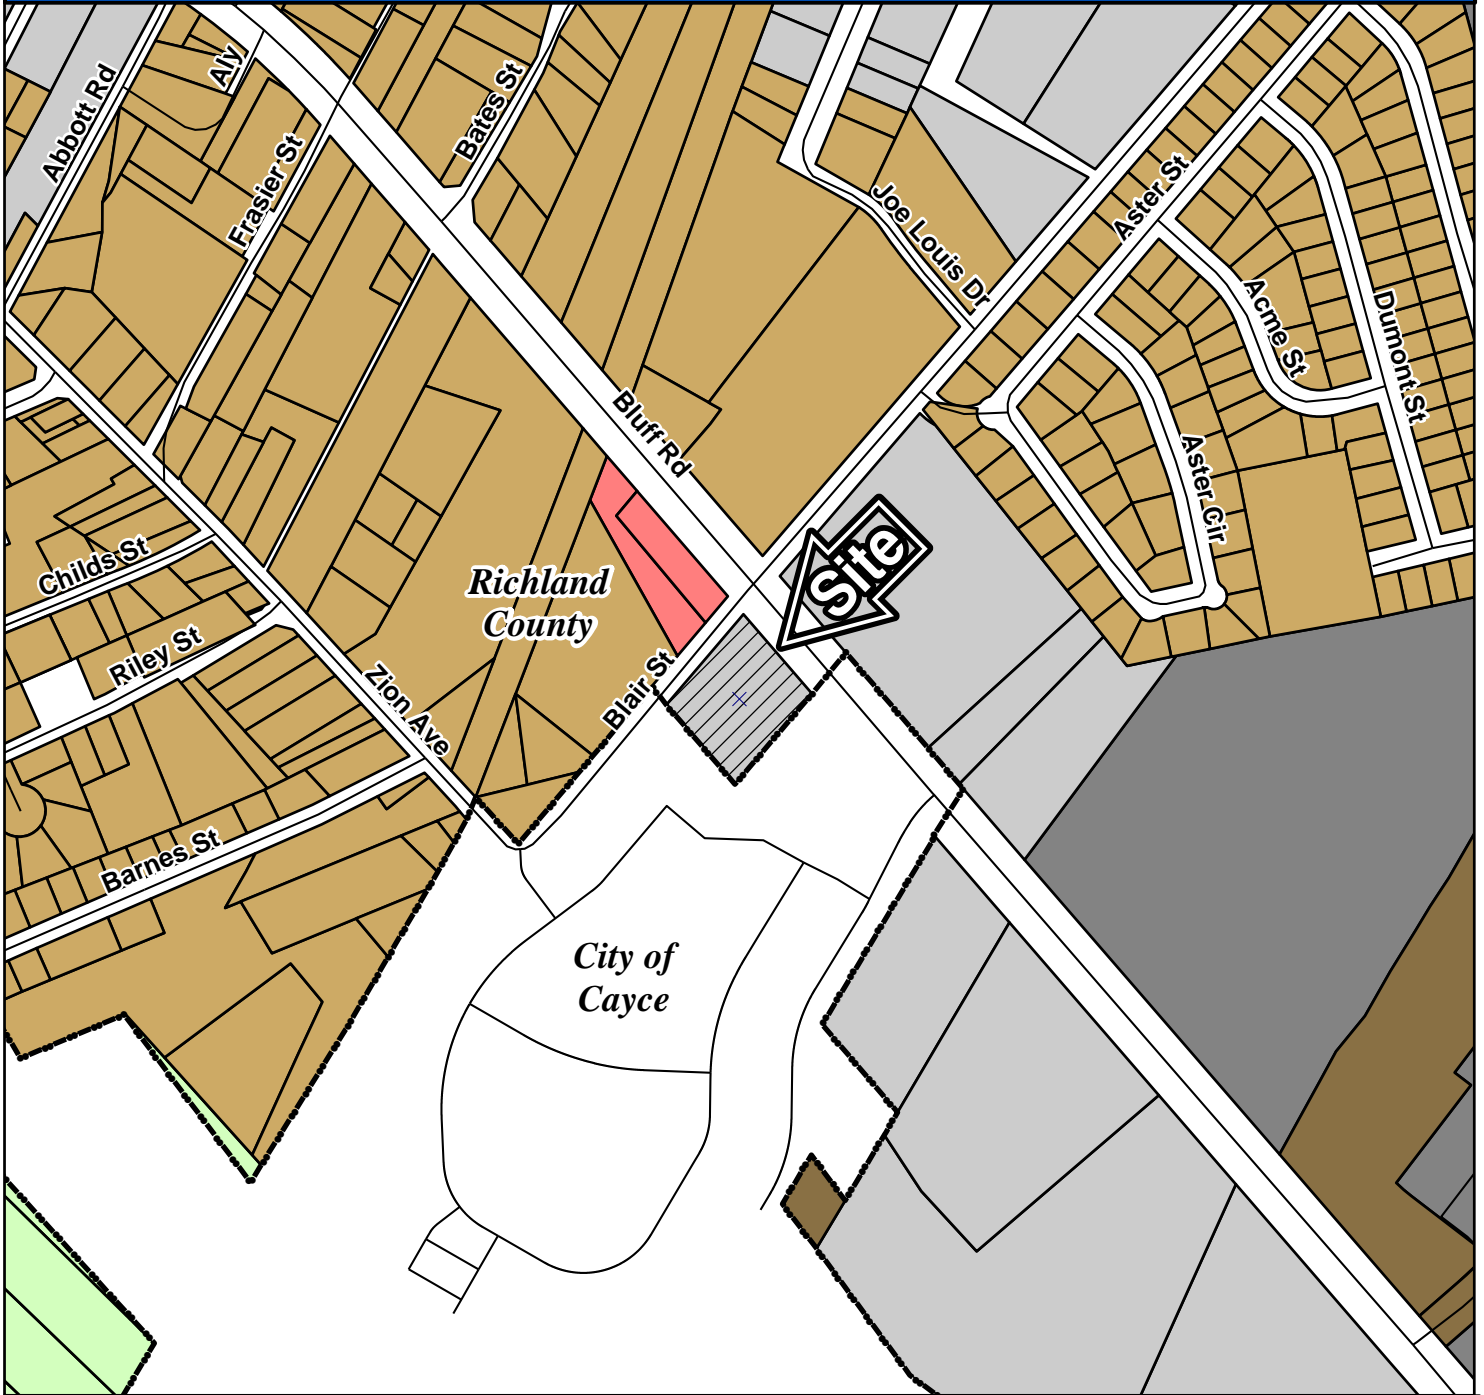 Aly
Abbott Rd
Bates St
Frasier St
Aster St
Joe Louis Dr
Acme St
Dumont St
Bluff Rd
Aster Cir
Site
Childs St
Richland
County
Riley St
Blair St
Zion Ave
Barnes St
City of
Cayce